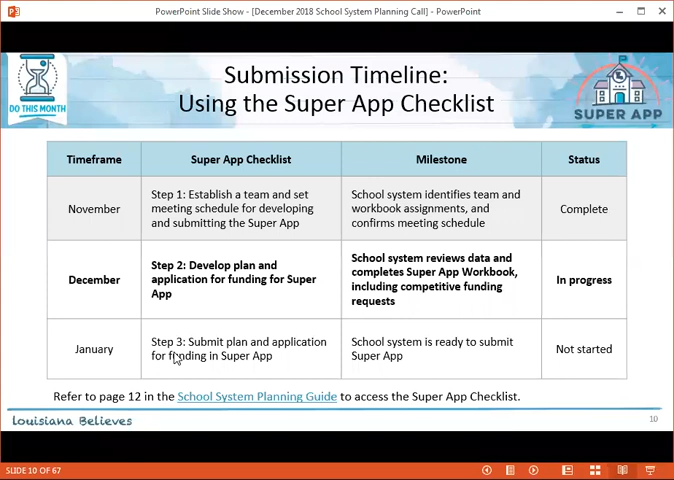 PowerPoint Slide Show - [December 2018 School System Planning Call] - PowerPoint
DO THIS MONTH
Submission Timeline:
Using the Super App Checklist
SUPER APP
Timeframe
Super App Checklist
Milestone
Status
November
Step 1: Establish a team and set
meeting schedule for developing
and submitting the Super App
School system identifies team and
workbook assignments, and
confirms meeting schedule
Complete
December
Step 2: Develop plan and
application for funding for Super
App
School system reviews data and
completes Super App Workbook,
including competitive funding
requests
In progress
January
Step 3: Submit plan and application
for funding in Super App
School system is ready to submit
Super App
Not started
Refer to page 12 in the School System Planning Guide to access the Super App Checklist.
Louisiana Believes
10
SLIDE 10 OF 67